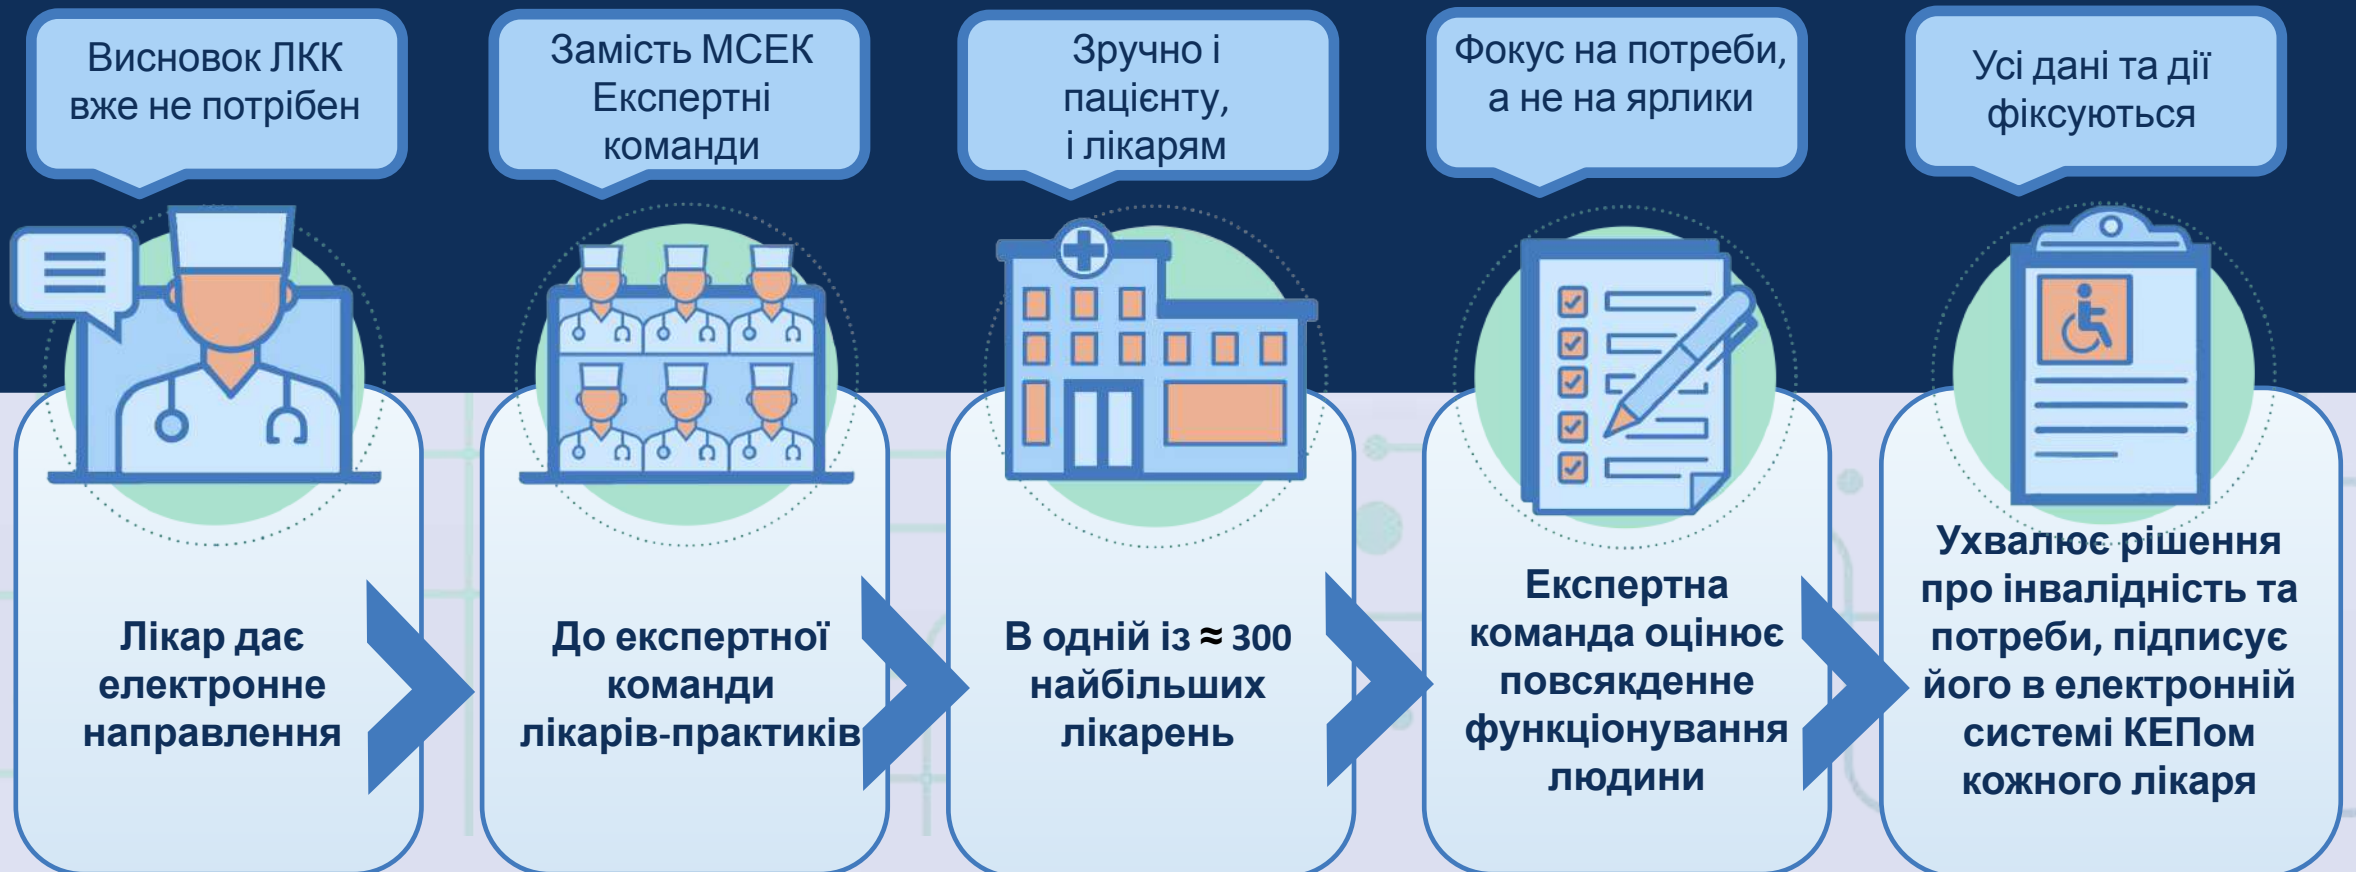 Висновок ЛКК
вже не потрібен
Замість МСЕК
Експертні
команди
Зручно і
пацієнту,
і лікарям
Фокус на потреби,
а не на ярлики
Усі дані та дії
фіксуються
Лікар дає
електронне
направлення
До експертної
команди
лікарів-практиків
В одній із ≈ 300
найбільших
лікарень
Експертна
команда оцінює
повсякденне
функціонування
людини
Ухвалює рішення
про інвалідність та
потреби, підписує
його в електронній
системі КЕПом
кожного лікаря